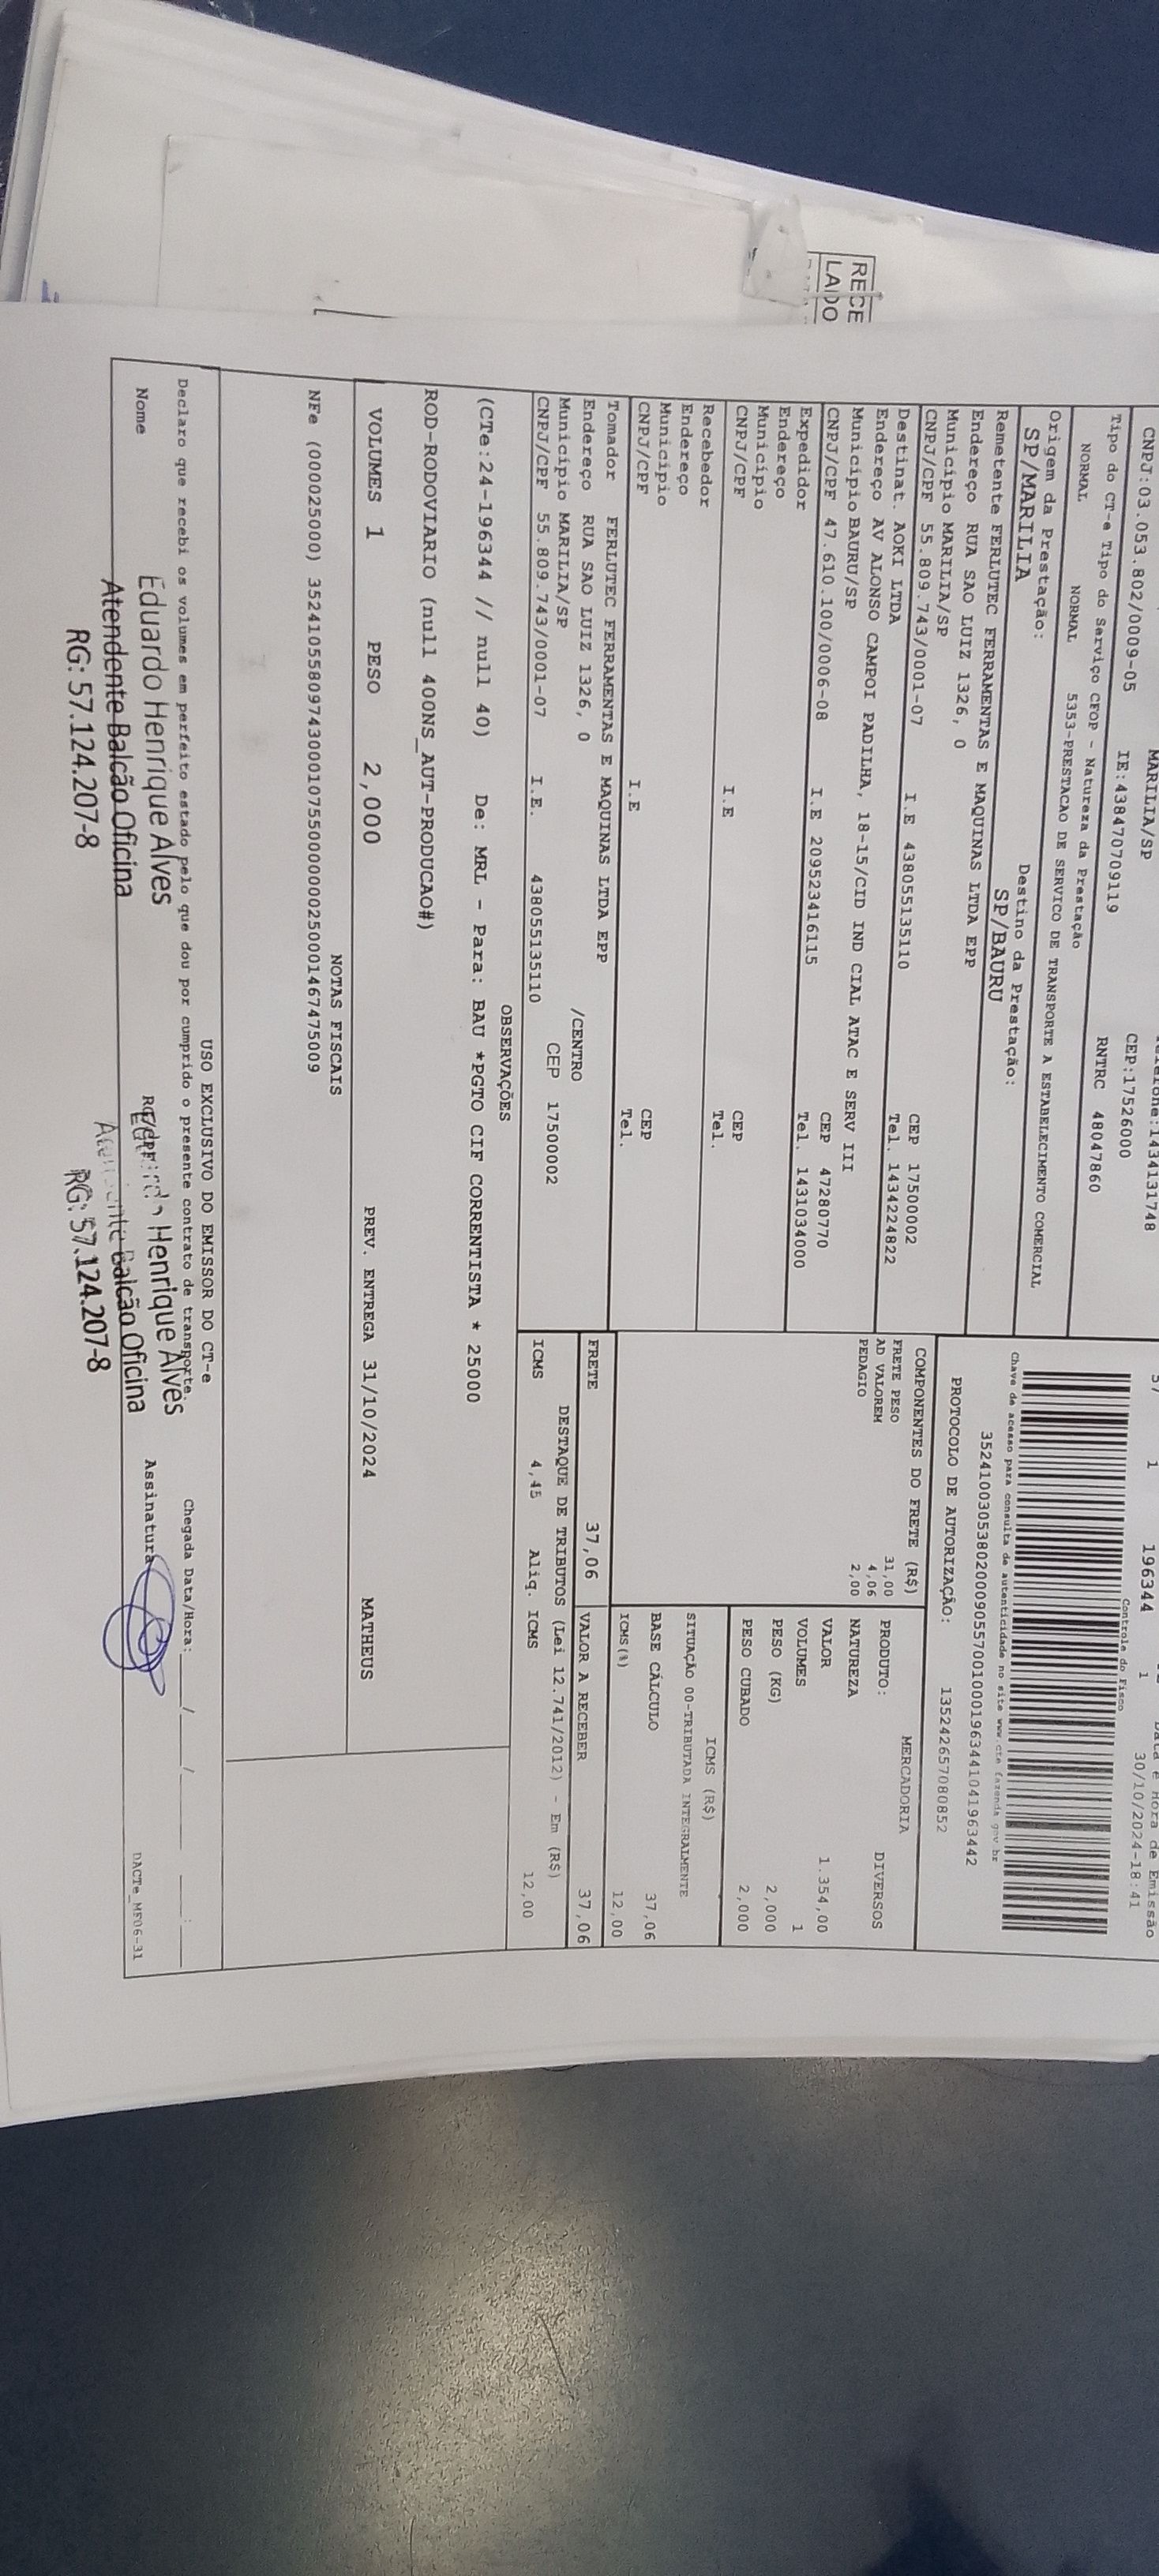 RECE
LADO
MARILIA/SP
CNPJ:03.053.802/0009-05 IE:438470709119 CEP:17526000
RNTRC 48047860
Tipo do CT-e Tipo do Serviço CFOP - Natureza da Prestação
NORMAL NORMAL 5353-PRESTACAO DE SERVICO DE TRANSPORTE A ESTABELECIMENTO COMERCIAL
Origem da Prestação: Destino da Prestação:
SP/MARILIA SP/BAURU
Remetente FERLUTEC FERRAMENTAS E MAQUINAS LTDA EPP
Endereço RUA SAO LUIZ 1326, 0
Município MARILIA/SP CEP 17500002
CNPJ/CPF 55.809.743/0001-07 I.E 438055135110 Tel. 1434224822
Destinat. AOKI LTDA
Endereço AV ALONSO CAMPOI PADILHA, 18-15/CID IND CIAL ATAC E SERV III
Município BAURU/SP CEP 47280770
CNPJ/CPF 47.610.100/0006-08 I.E 209523416115 Tel. 1431034000
Expedidor
Endereço
Município CEP
CNPJ/CPF I.E Tel.
Recebedor
Endereço
Município CEP
CNPJ/CPF I.E Tel.
Tomador FERLUTEC FERRAMENTAS E MAQUINAS LTDA EPP
Endereço RUA SAO LUIZ 1326, 0 /CENTRO
Município MARILIA/SP CEP 17500002
CNPJ/CPF 55.809.743/0001-07 I.E. 438055135110
57 1 196344 1 30/10/2024-18:41
Controle do Fisco
Chave de acesso para consulta de autenticidade no site www.cte.fazenda.gov.br
35241003053802000905570010001963441041963442
PROTOCOLO DE AUTORIZAÇÃO: 135242657080852
COMPONENTES DO FRETE (R$)
FRETE PESO 31,00
AD VALOREM 4,06
PEDAGIO 2,00
MERCADORIA
PRODUTO: DIVERSOS
NATUREZA
VALOR 1.354,00
VOLUMES 1
PESO (KG) 2,000
PESO CUBADO 2,000
ICMS (R$)
SITUAÇÃO 00-TRIBUTADA INTEGRALMENTE
BASE CÁLCULO 37,06
ICMS(%) 12,00
FRETE 37,06 VALOR A RECEBER 37,06
DESTAQUE DE TRIBUTOS (Lei 12.741/2012) - Em (R$)
ICMS 4,45 Aliq. ICMS 12,00
OBSERVAÇÕES
(CTe:24-196344 // null 40) De: MRL - Para: BAU *PGTO CIF CORRENTISTA * 25000
ROD-RODOVIARIO (null 400NS_AUT-PRODUCAO#)
VOLUMES 1 PESO 2,000 PREV. ENTREGA 31/10/2024 MATHEUS
NOTAS FISCAIS
NFe (000025000) 35241055809743000107550000000250001467475009
USO EXCLUSIVO DO EMISSOR DO CT-e
Declaro que recebi os volumes em perfeito estado pelo que dou por cumprido o presente contrato de transporte. Chegada Data/Hora: ___/___/_____ ___:___
Nome Assinatura
Eduardo Henrique Alves
Atendente Balcão Oficina
RG: 57.124.207-8
Henrique Alves
Balcão Oficina
RG: 57.124.207-8
DACTe_MF06-31